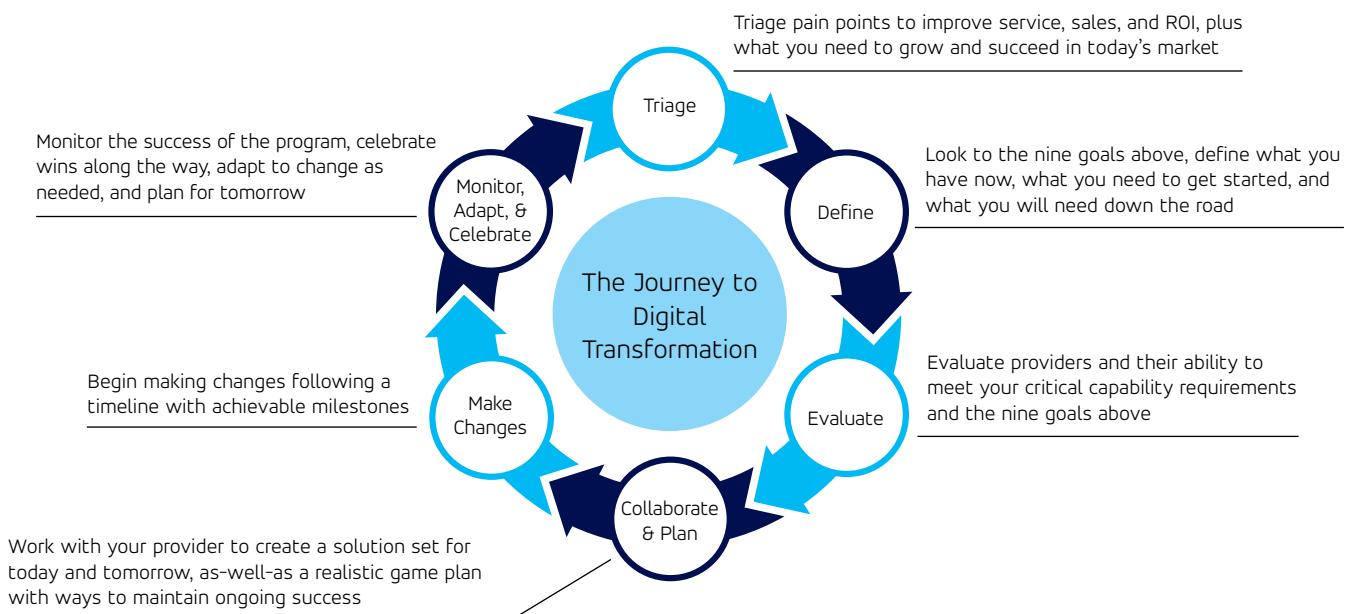 Triage pain points to improve service, sales, and ROI, plus
what you need to grow and succeed in today's market
Triage
Monitor the success of the program, celebrate
wins along the way, adapt to change as
needed, and plan for tomorrow
Monitor,
Adapt, &
Celebrate
Define
Look to the nine goals above, define what you
have now, what you need to get started, and
what you will need down the road
The Journey to
Digital
Transformation
Begin making changes following a
timeline with achievable milestones
Make
Changes
Evaluate
Evaluate providers and their ability to
meet your critical capability requirements
and the nine goals above
Collaborate
& Plan
Work with your provider to create a solution set for
today and tomorrow, as-well-as a realistic game plan
with ways to maintain ongoing success